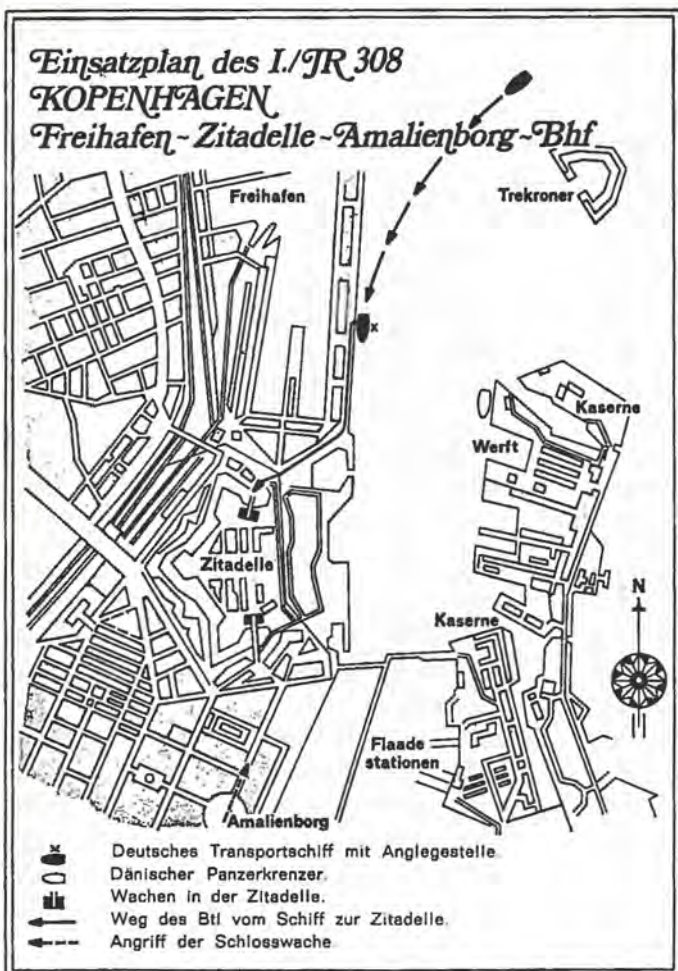 Einsatzplan des I./JR 308
KOPENHAGEN
Freihafen-Zitadelle-Amalienborg-Bhf
Freihafen
Trekroner
x
Kaserne
Werft
Zitadelle
N
Kaserne
Flaade
stationen
Amalienborg
x
Deutsches Transportschiff mit Anglegestelle.
Dänischer Panzerkrenzer.
Wachen in der Zitadelle.
Weg des Btl vom Schiff zur Zitadelle.
Angriff der Schlosswache